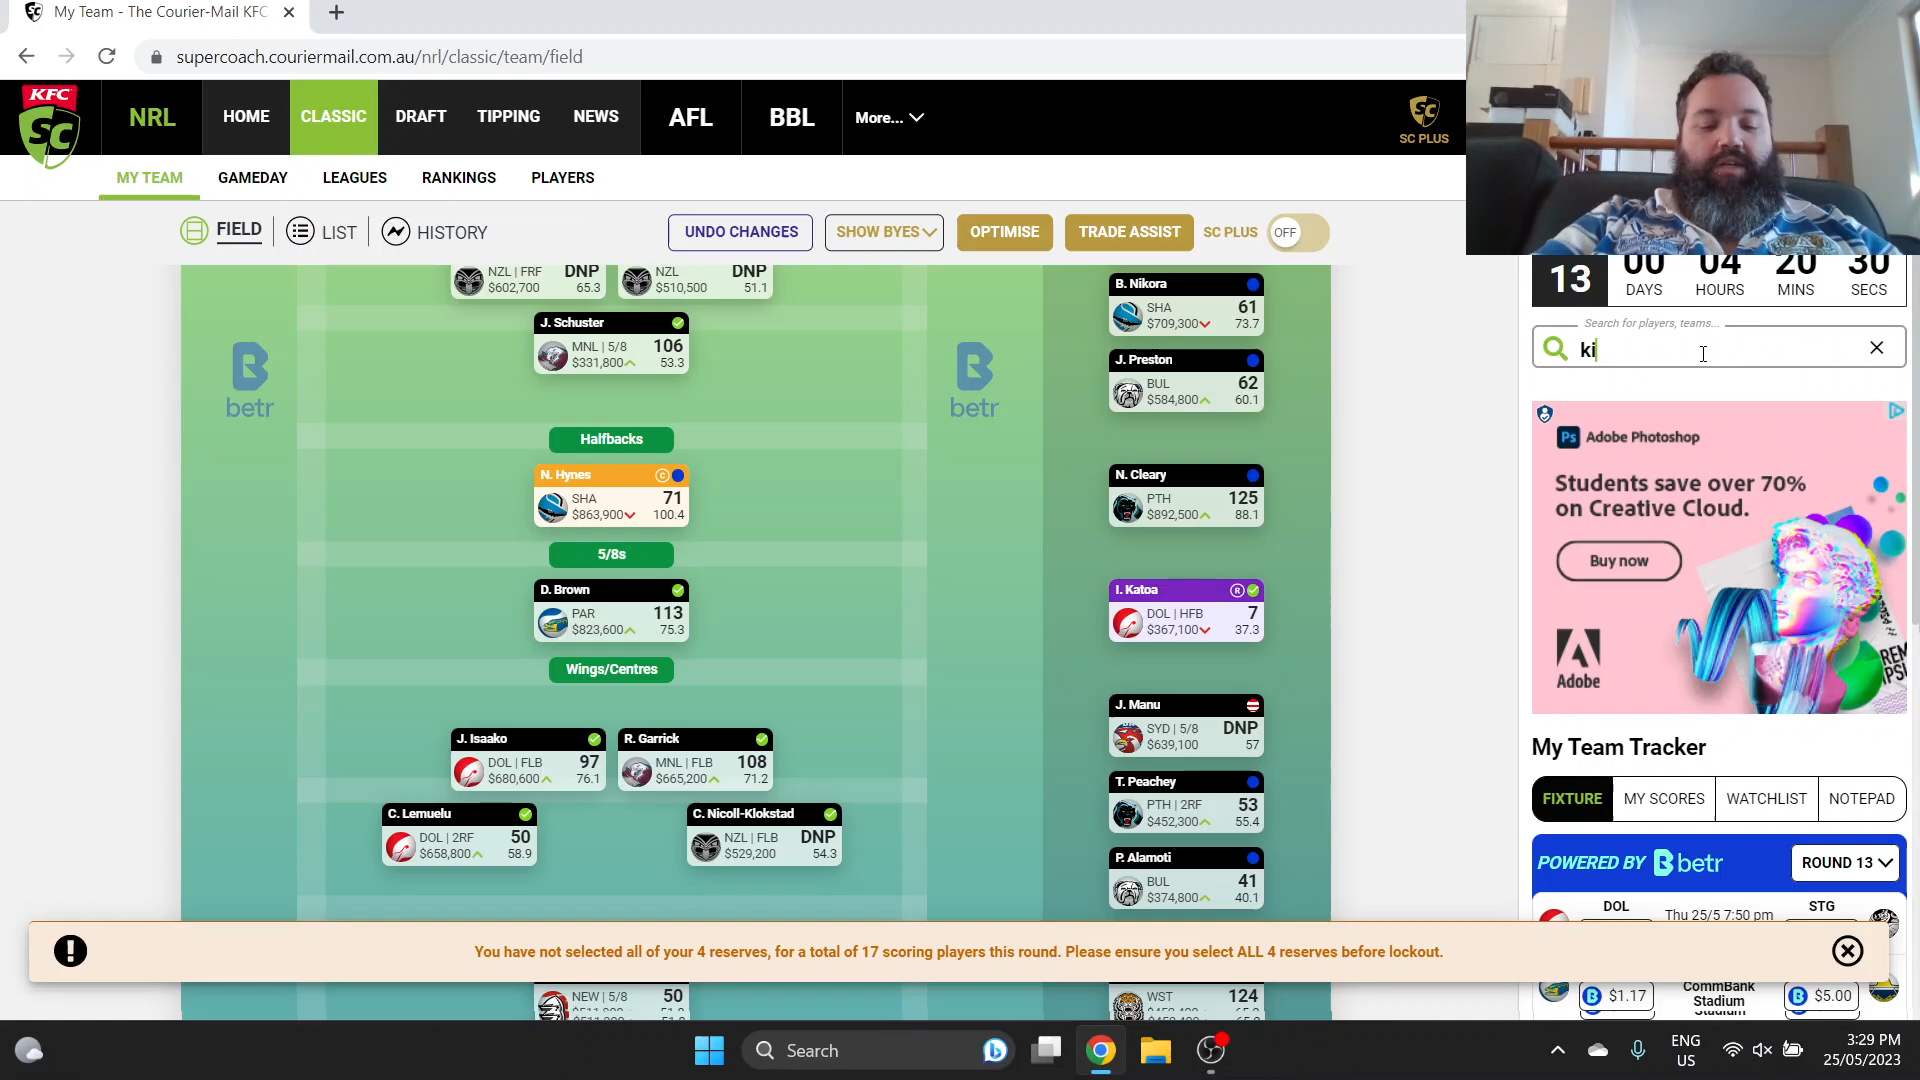 My Team - The Courier-Mail KFC
supercoach.couriermail.com.au/nrl/classic/team/field
KFC
SC
NRL
HOME
CLASSIC
DRAFT
TIPPING
NEWS
AFL
BBL
More...
SC
SC PLUS
MY TEAM
GAMEDAY
LEAGUES
RANKINGS
PLAYERS
FIELD
LIST
HISTORY
UNDO CHANGES
SHOW BYES
OPTIMISE
TRADE ASSIST
SC PLUS
OFF
NZL | FRF DNP
$602,700 65.3
NZL DNP
$510,500 51.1
J. Schuster
MNL | 5/8 106
$331,800 53.3
betr
betr
Halfbacks
N. Hynes C
SHA 71
$863,900 100.4
5/8s
D. Brown
PAR 113
$823,600 75.3
Wings/Centres
J. Isaako
DOL | FLB 97
$680,600 76.1
R. Garrick
MNL | FLB 108
$665,200 71.2
C. Lemuelu
DOL | 2RF 50
$658,800 58.9
C. Nicoll-Klokstad
NZL | FLB DNP
$529,200 54.3
NEW | 5/8 50
B. Nikora
SHA 61
$709,300 73.7
J. Preston
BUL 62
$584,800 60.1
N. Cleary
PTH 125
$892,500 88.1
I. Katoa R
DOL | HFB 7
$367,100 37.3
J. Manu
SYD | 5/8 DNP
$639,100 57
T. Peachey
PTH | 2RF 53
$452,300 55.4
P. Alamoti
BUL 41
$374,800 40.1
WST 124
You have not selected all of your 4 reserves, for a total of 17 scoring players this round. Please ensure you select ALL 4 reserves before lockout.
13
00 04 20 30
DAYS HOURS MINS SECS
Search for players, teams...
ki
Ps Adobe Photoshop
Students save over 70%
on Creative Cloud.
Buy now
Adobe
My Team Tracker
FIXTURE
MY SCORES
WATCHLIST
NOTEPAD
POWERED BY betr
ROUND 13
DOL
Thu 25/5 7:50 pm
STG
$1.17
CommBank
Stadium
Stadium
$5.00
Search
ENG
US
3:29 PM
25/05/2023